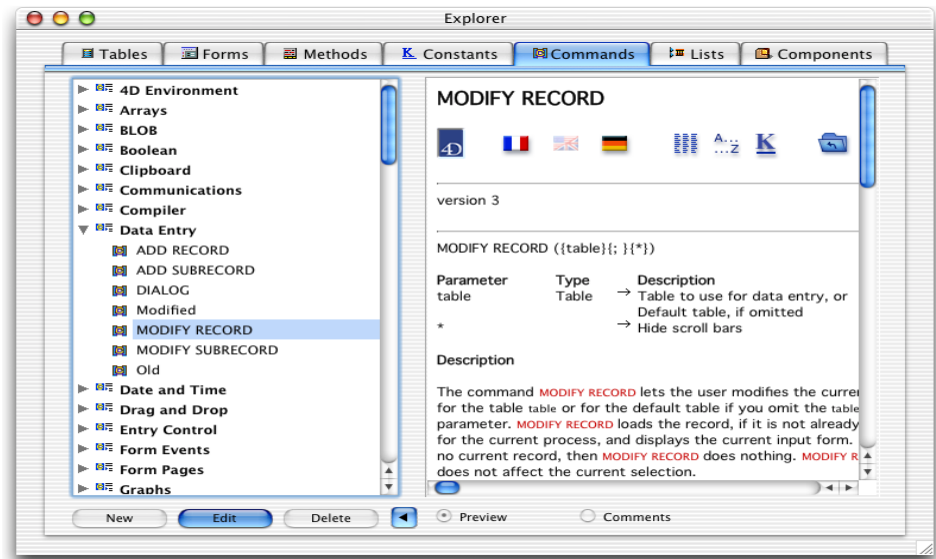 Explorer
Tables
Forms
Methods
K Constants
Commands
Lists
Components
4D Environment
Arrays
BLOB
Boolean
Clipboard
Communications
Compiler
Data Entry
ADD RECORD
ADD SUBRECORD
DIALOG
Modified
MODIFY RECORD
MODIFY SUBRECORD
Old
Date and Time
Drag and Drop
Entry Control
Form Events
Form Pages
Graphs
MODIFY RECORD
4D
A...
...Z
K
version 3
MODIFY RECORD ({table}{; }{*})
Parameter Type Description
table Table → Table to use for data entry, or
Default table, if omitted
* → Hide scroll bars
Description
The command MODIFY RECORD lets the user modifies the curre
for the table table or for the default table if you omit the table
parameter. MODIFY RECORD loads the record, if it is not already
for the current process, and displays the current input form.
no current record, then MODIFY RECORD does nothing. MODIFY R
does not affect the current selection.
New
Edit
Delete
Preview
Comments